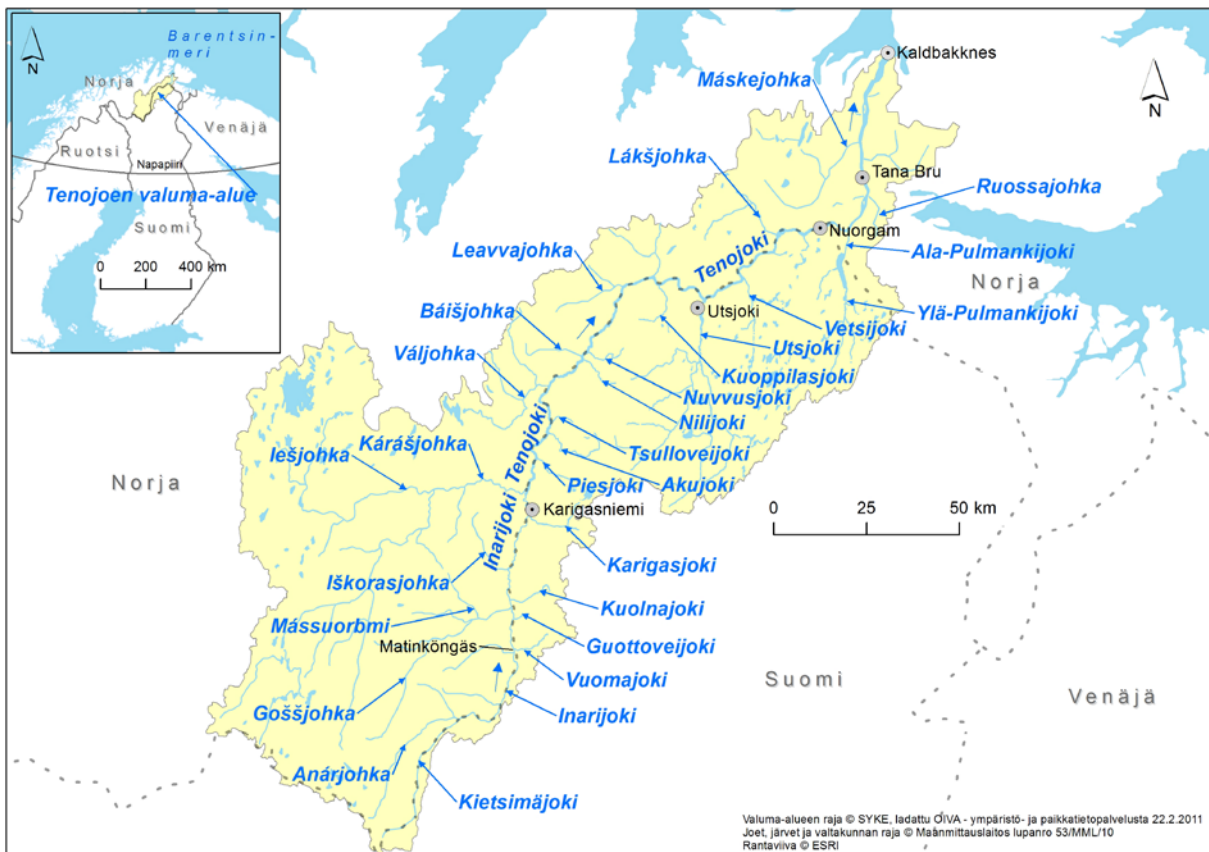 Barentsin-
meri
N
Norja
Venäjä
Ruotsi
Napapiiri
Tenojoen valuma-alue
Suomi
0 200 400 km
Kaldbakknes
N
Máskejohka
Lákšjohka
Tana Bru
Ruossajohka
Nuorgam
Tenojoki
Ala-Pulmankijoki
Norja
Leavvajohka
Utsjoki
Ylä-Pulmankijoki
Báišjohka
Vetsijoki
Utsjoki
Váljohka
Kuoppilasjoki
Nuvvusjoki
Nilijoki
Tenojoki
Kárášjohka
Tsulloveijoki
Iešjohka
Akujoki
Norja
Piesjoki
0 25 50 km
Karigasniemi
Inarijoki
Karigasjoki
Iškorasjohka
Kuolnajoki
Mássuorbmi
Guottoveijoki
Matinköngäs
Vuomajoki
Suomi
Venäjä
Goššjohka
Inarijoki
Anárjohka
Kietsimäjoki
Valuma-alueen raja © SYKE, ladattu OIVA - ympäristö- ja paikkatietopalvelusta 22.2.2011
Joet, järvet ja valtakunnan raja © Maanmittauslaitos lupanro 53/MML/10
Rantaviiva © ESRI